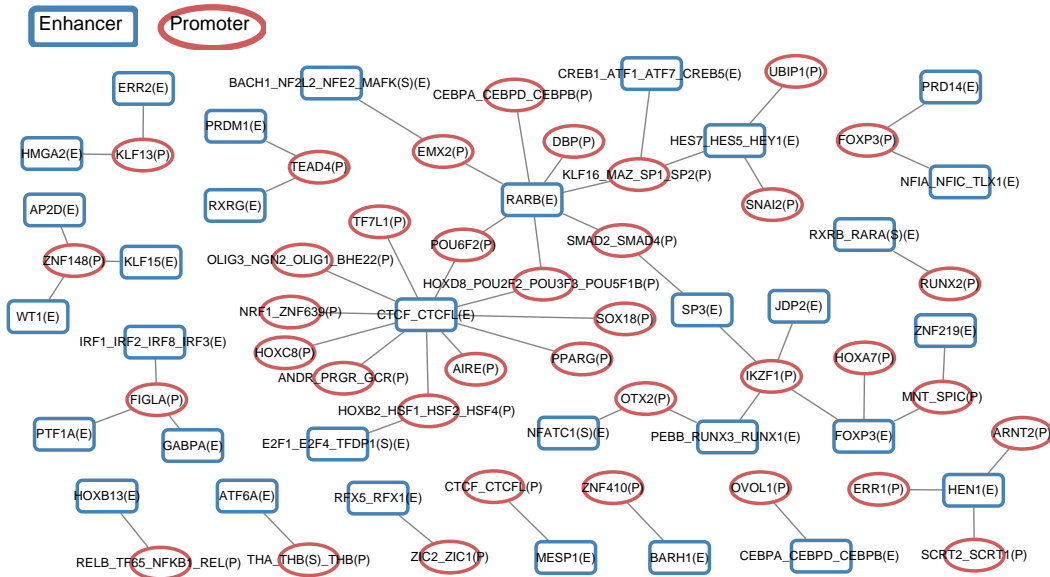 Enhancer
Promoter
ERR2(E)
BACH1_NF2L2_NFE2_MAFK(S)(E)
CREB1_ATF1_ATF7_CREB5(E)
UBIP1(P)
PRD14(E)
CEBPA_CEBPD_CEBPB(P)
PRDM1(E)
HMGA2(E)
KLF13(P)
EMX2(P)
DBP(P)
HES7_HES5_HEY1(E)
FOXP3(P)
TEAD4(P)
KLF16_MAZ_SP1_SP2(P)
NFIA_NFIC_TLX1(E)
RXRG(E)
RARB(E)
SNAI2(P)
AP2D(E)
TF7L1(P)
POU6F2(P)
SMAD2_SMAD4(P)
RXRB_RARA(S)(E)
ZNF148(P)
KLF15(E)
OLIG3_NGN2_OLIG1_BHE22(P)
HOXD8_POU2F2_POU3F3_POU5F1B(P)
RUNX2(P)
WT1(E)
NRF1_ZNF639(P)
CTCF_CTCFL(E)
SOX18(P)
SP3(E)
JDP2(E)
ZNF219(E)
IRF1_IRF2_IRF8_IRF3(E)
HOXC8(P)
ANDR_PRGR_GCR(P)
AIRE(P)
PPARG(P)
IKZF1(P)
HOXA7(P)
FIGLA(P)
HOXB2_HSF1_HSF2_HSF4(P)
OTX2(P)
MNT_SPIC(P)
PTF1A(E)
GABPA(E)
E2F1_E2F4_TFDP1(S)(E)
NFATC1(S)(E)
PEBB_RUNX3_RUNX1(E)
FOXP3(E)
ARNT2(P)
HOXB13(E)
ATF6A(E)
RFX5_RFX1(E)
CTCF_CTCFL(P)
ZNF410(P)
OVOL1(P)
ERR1(P)
HEN1(E)
RELB_TF65_NFKB1_REL(P)
THA_THB(S)_THB(P)
ZIC2_ZIC1(P)
MESP1(E)
BARH1(E)
CEBPA_CEBPD_CEBPB(E)
SCRT2_SCRT1(P)